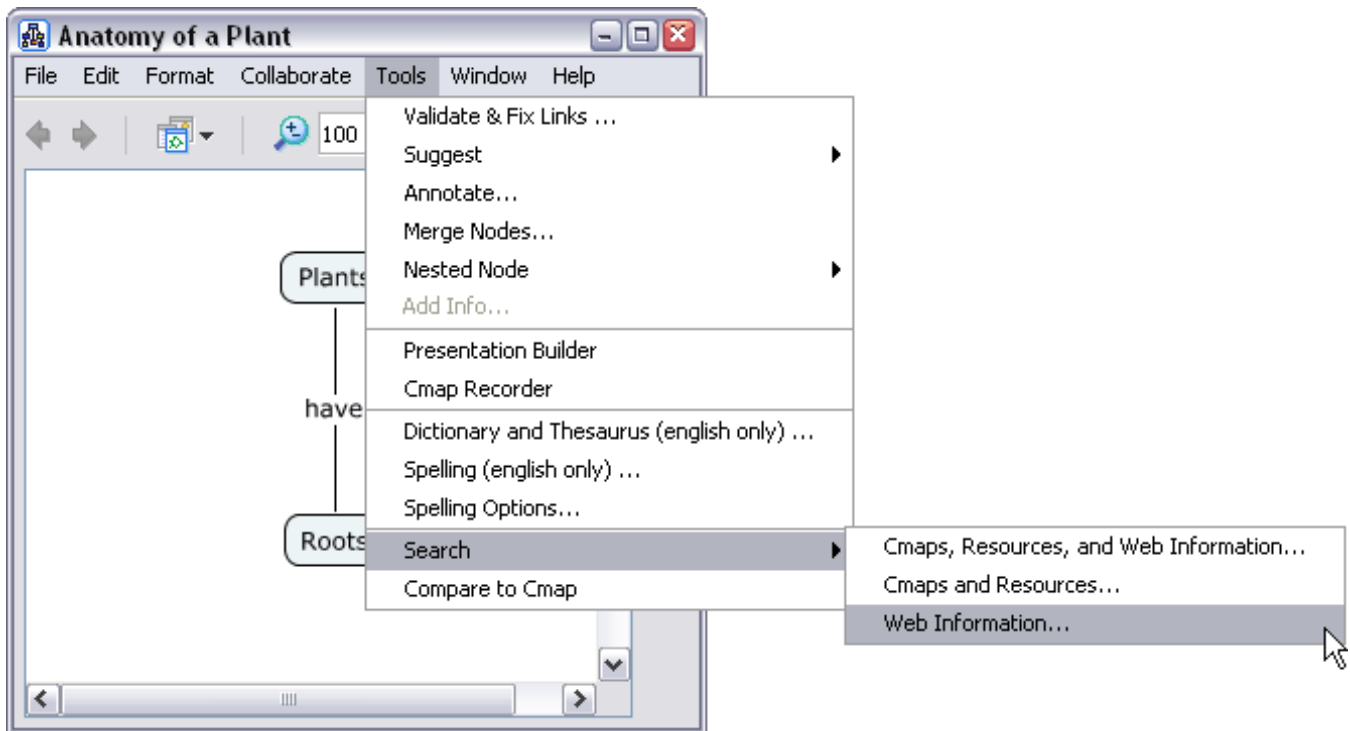 Anatomy of a Plant
File Edit Format Collaborate Tools Window Help
100
Validate & Fix Links ...
Suggest
Annotate...
Merge Nodes...
Nested Node
Add Info...
Presentation Builder
Cmap Recorder
Dictionary and Thesaurus (english only) ...
Spelling (english only) ...
Spelling Options...
Search
Compare to Cmap
Cmaps, Resources, and Web Information...
Cmaps and Resources...
Web Information...
Plants
have
Roots